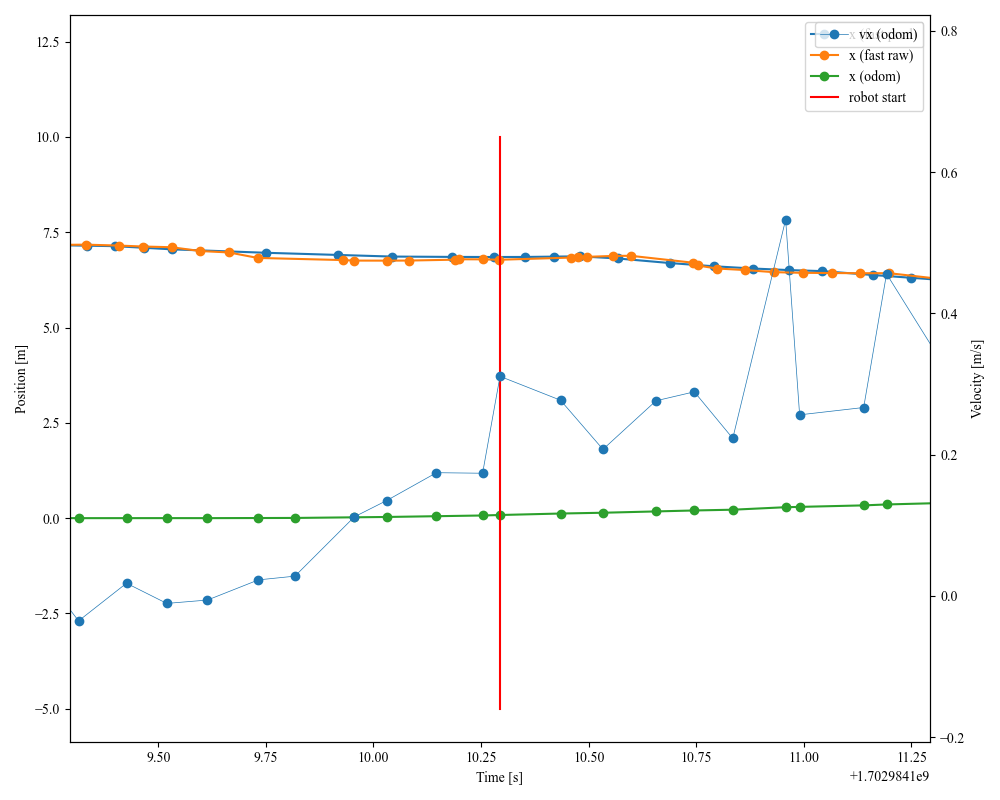 12.5
10.0
7.5
5.0
2.5
0.0
−2.5
−5.0
Position [m]
9.50
9.75
10.00
10.25
10.50
10.75
11.00
11.25
Time [s]
+1.7029841e9
0.8
0.6
0.4
0.2
0.0
−0.2
Velocity [m/s]
vx (odom)
x (fast raw)
x (odom)
robot start